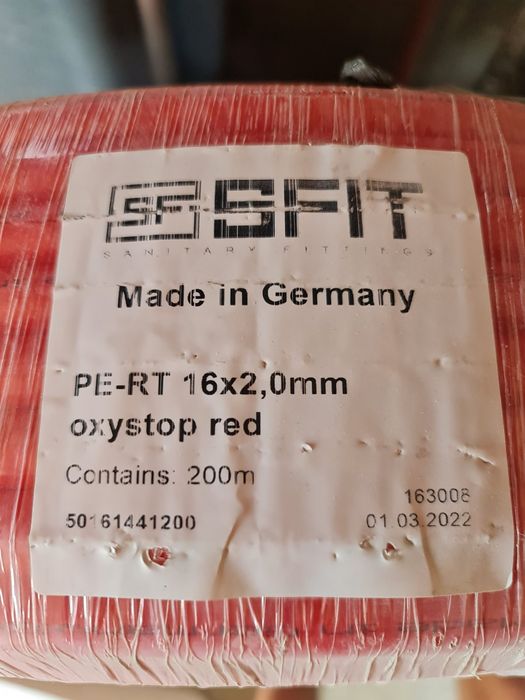 SF SFIT
SANITARY FITTINGS
Made in Germany
PE-RT 16x2,0mm
oxystop red
Contains: 200m
163008
50161441200
01.03.2022